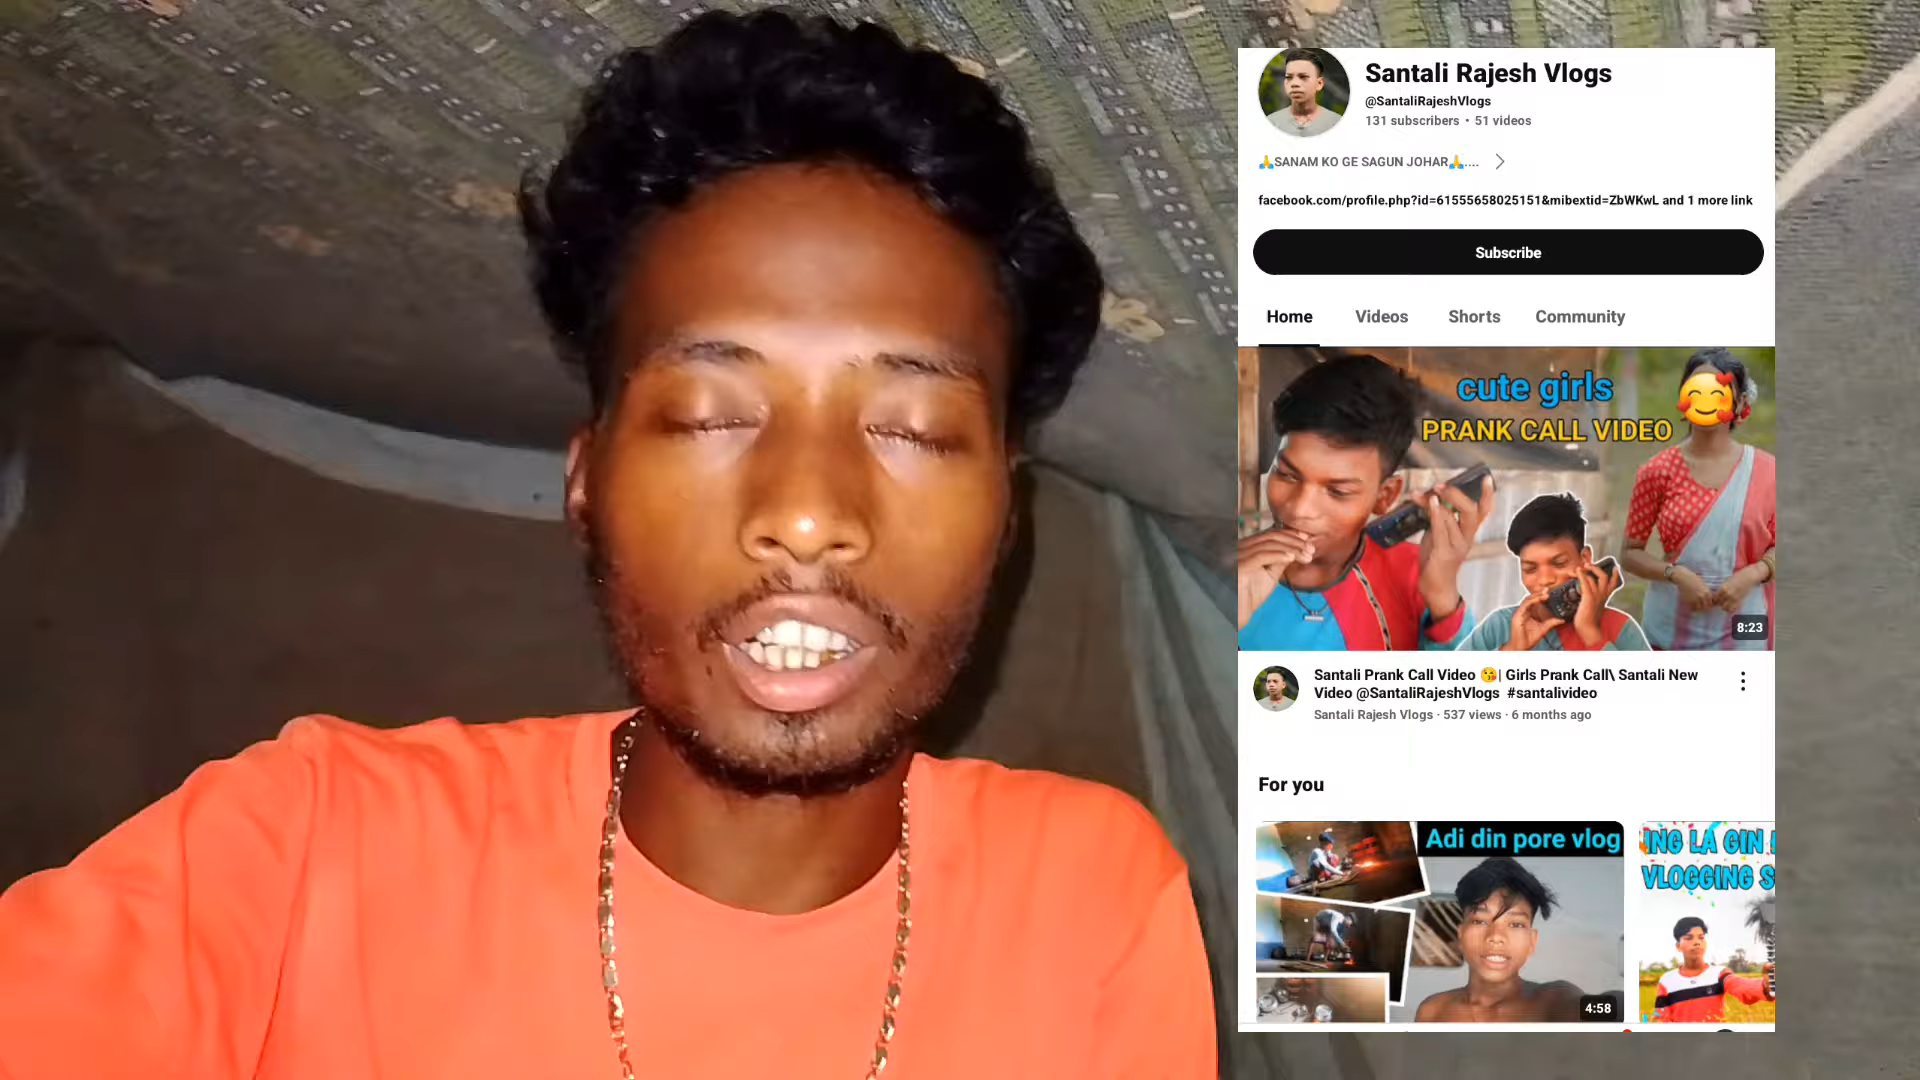 Santali Rajesh Vlogs
@SantaliRajeshVlogs
131 subscribers • 51 videos
🙏SANAM KO GE SAGUN JOHAR🙏....
facebook.com/profile.php?id=61555658025151&mibextid=ZbWKwL and 1 more link
Subscribe
Home Videos Shorts Community
cute girls
PRANK CALL VIDEO
8:23
Santali Prank Call Video 😘| Girls Prank Call\ Santali New
Video @SantaliRajeshVlogs #santalivideo
Santali Rajesh Vlogs · 537 views · 6 months ago
For you
Adi din pore vlog
4:58
ING LA GIN
VLOGGING S